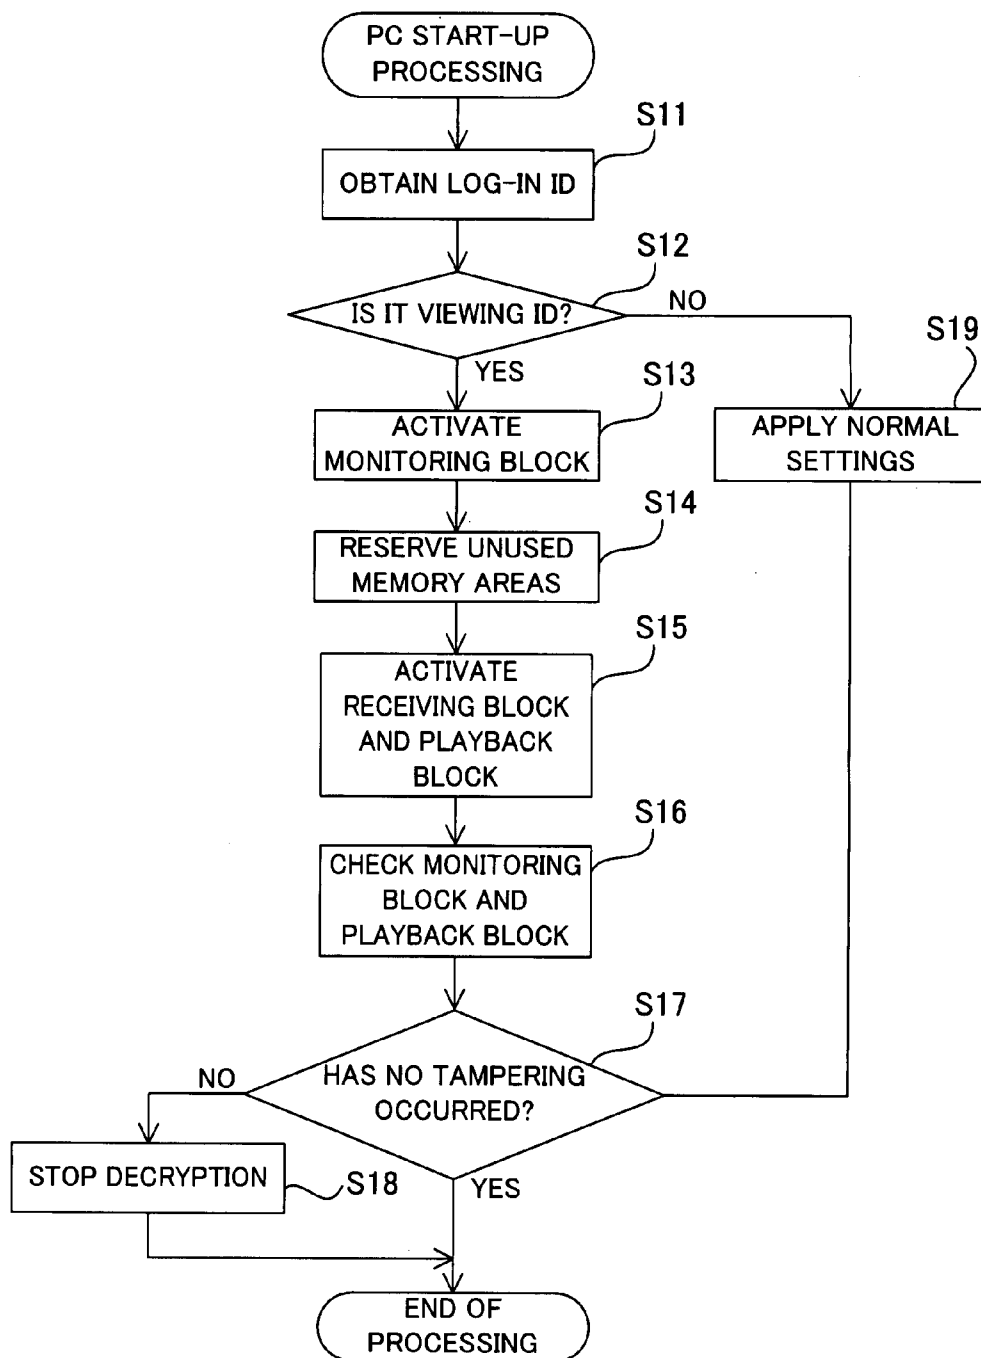 PC START-UP
PROCESSING
S11
OBTAIN LOG-IN ID
S12
IS IT VIEWING ID?
NO
YES
S13
ACTIVATE
MONITORING BLOCK
S19
APPLY NORMAL
SETTINGS
S14
RESERVE UNUSED
MEMORY AREAS
S15
ACTIVATE
RECEIVING BLOCK
AND PLAYBACK
BLOCK
S16
CHECK MONITORING
BLOCK AND
PLAYBACK BLOCK
S17
HAS NO TAMPERING
OCCURRED?
NO
YES
STOP DECRYPTION
S18
END OF
PROCESSING